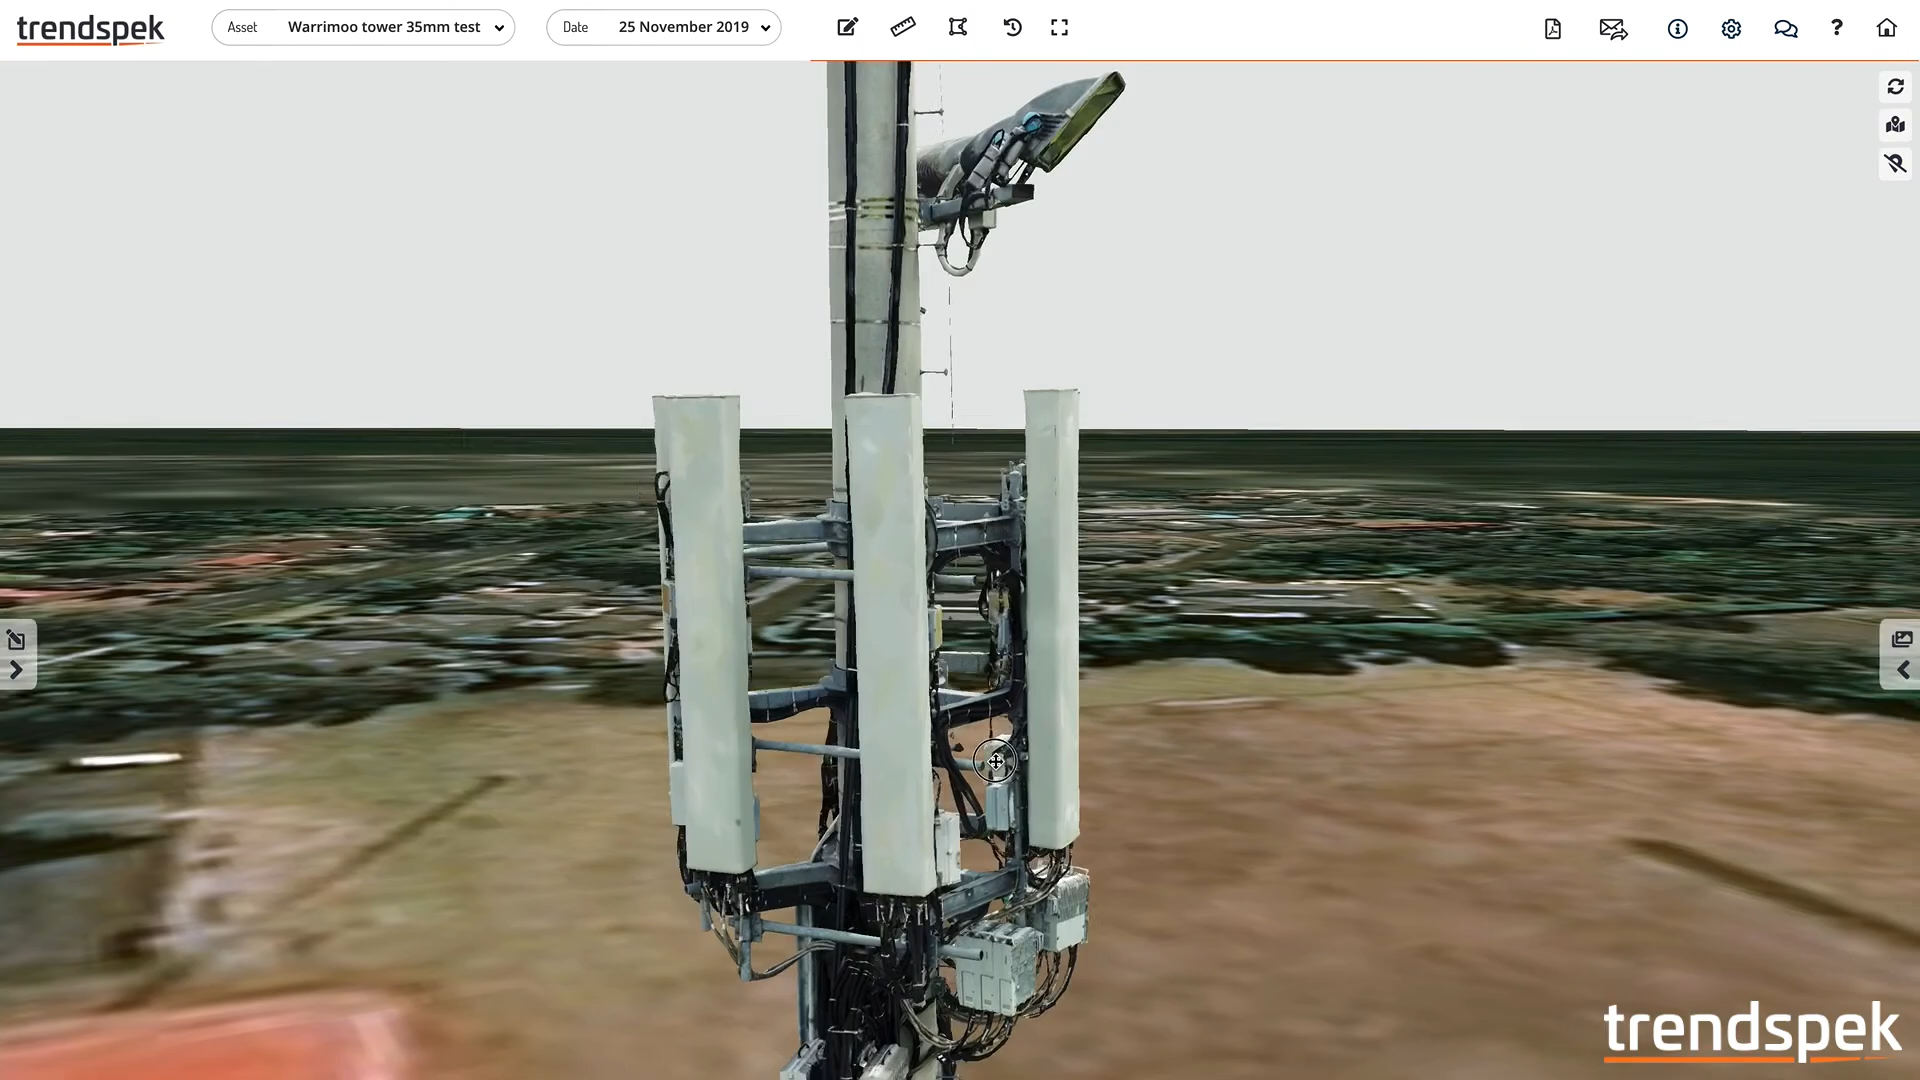 trendspek
Asset Warrimoo tower 35mm test
Date 25 November 2019
?
trendspek